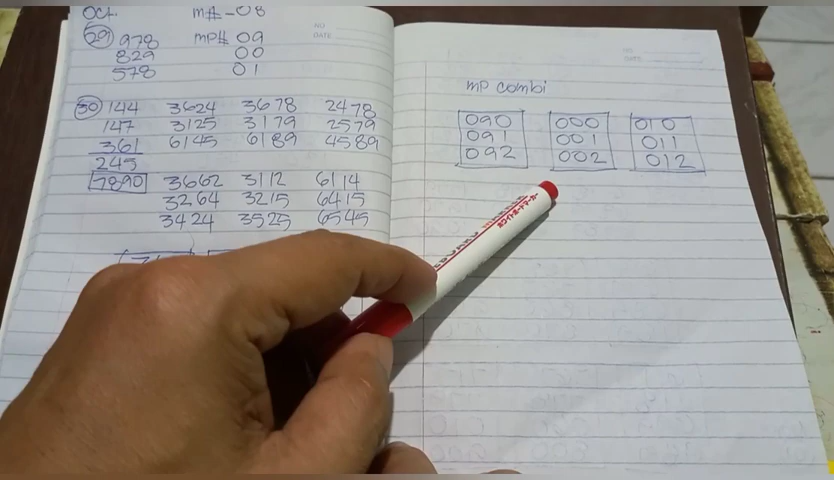 Oct. m# - 08
29 978 mp# 09
829 00
578 01
NO
DATE
30 144 3624 3678 2478
147 3125 3179 2579
361 6145 6189 4589
245
7890 3662 3112 6114
3264 3215 6415
3424 3525 6545
mp combi
090 000 010
091 001 011
092 002 012